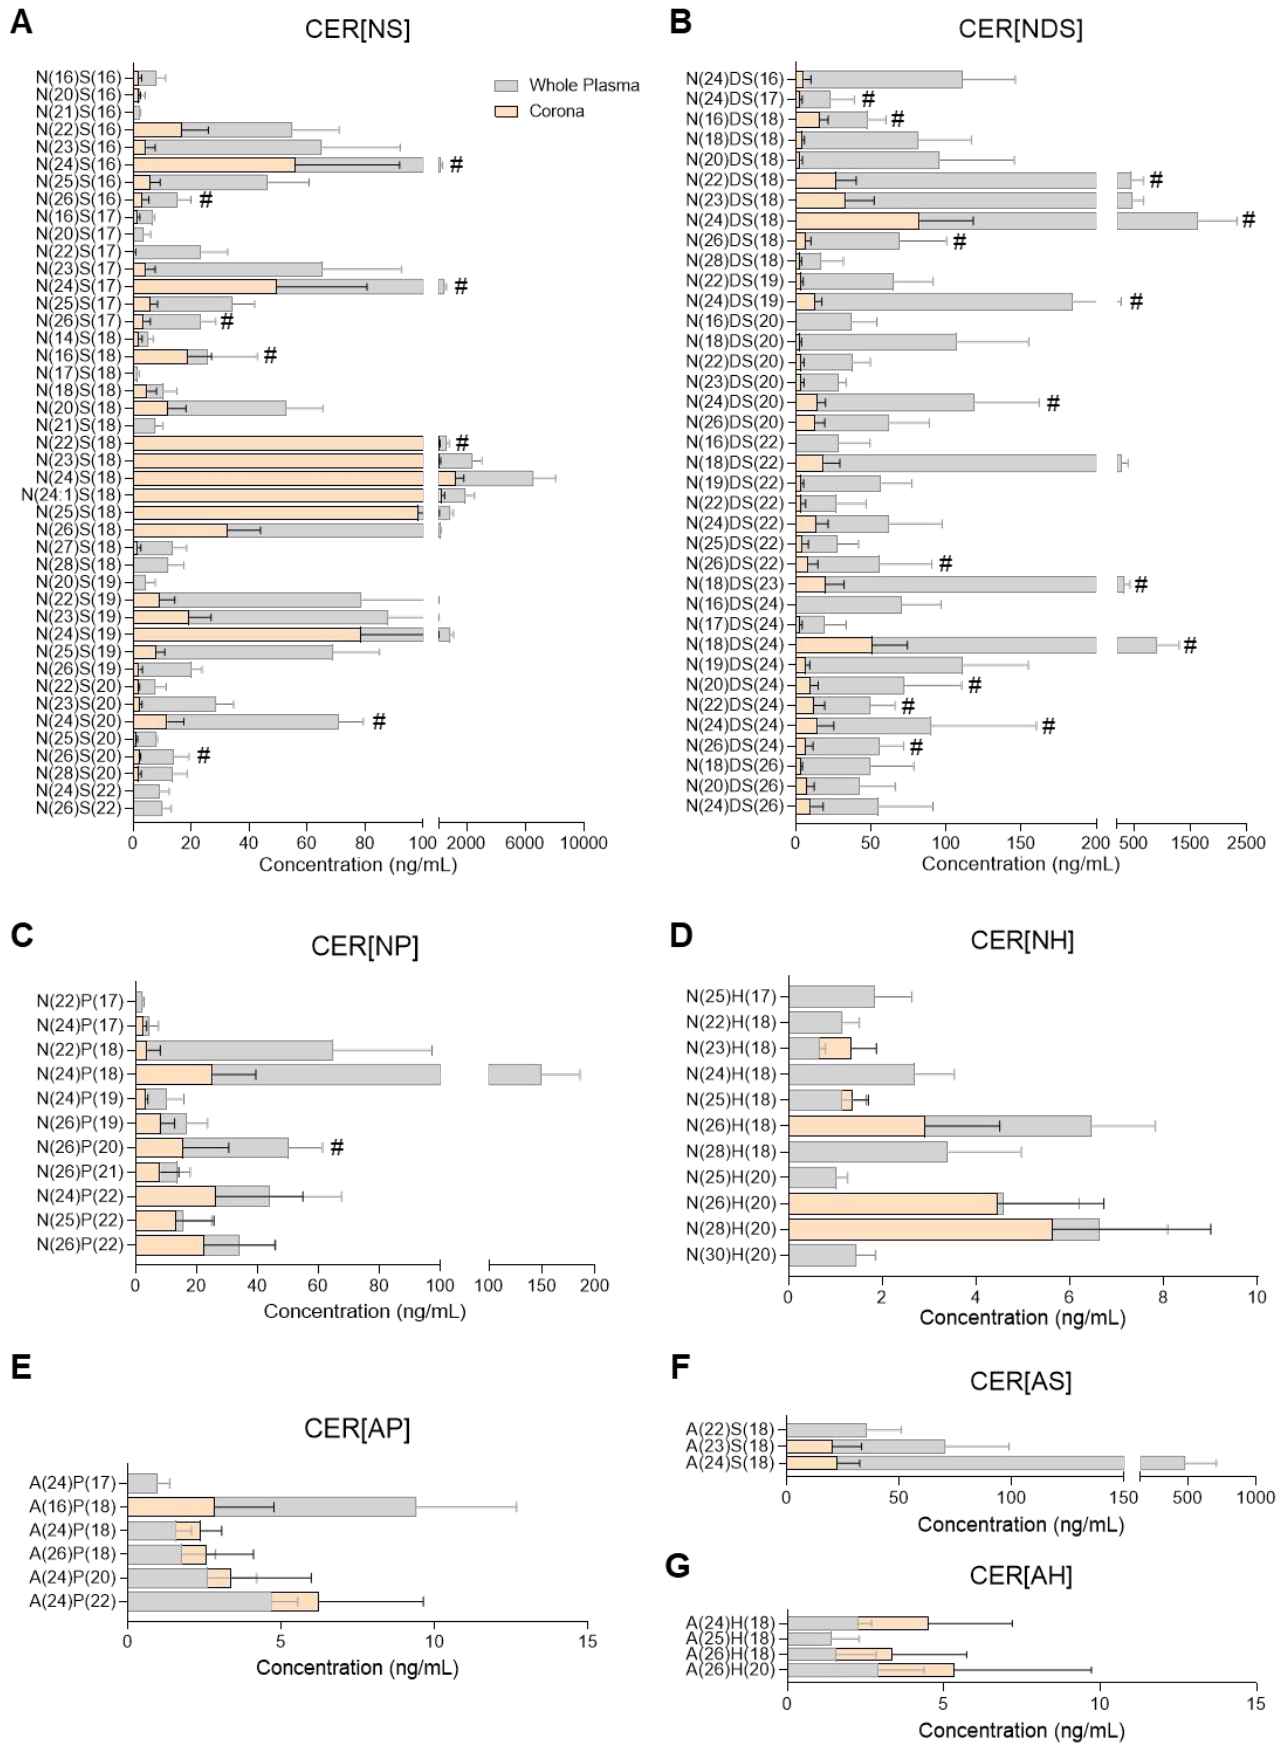 A
CER[NS]
Whole Plasma
Corona
N(16)S(16)
N(20)S(16)
N(21)S(16)
N(22)S(16)
N(23)S(16)
N(24)S(16) #
N(25)S(16)
N(26)S(16) #
N(16)S(17)
N(20)S(17)
N(22)S(17)
N(23)S(17)
N(24)S(17) #
N(25)S(17)
N(26)S(17) #
N(14)S(18)
N(16)S(18) #
N(17)S(18)
N(18)S(18)
N(20)S(18)
N(21)S(18)
N(22)S(18) #
N(23)S(18)
N(24)S(18)
N(24:1)S(18)
N(25)S(18)
N(26)S(18)
N(27)S(18)
N(28)S(18)
N(20)S(19)
N(22)S(19)
N(23)S(19)
N(24)S(19)
N(25)S(19)
N(26)S(19)
N(22)S(20)
N(23)S(20)
N(24)S(20) #
N(25)S(20)
N(26)S(20) #
N(28)S(20)
N(24)S(22)
N(26)S(22)
0 20 40 60 80 100 2000 6000 10000
Concentration (ng/mL)
B
CER[NDS]
N(24)DS(16)
N(24)DS(17) #
N(16)DS(18) #
N(18)DS(18)
N(20)DS(18)
N(22)DS(18) #
N(23)DS(18)
N(24)DS(18) #
N(26)DS(18) #
N(28)DS(18)
N(22)DS(19)
N(24)DS(19) #
N(16)DS(20)
N(18)DS(20)
N(22)DS(20)
N(23)DS(20)
N(24)DS(20) #
N(26)DS(20)
N(16)DS(22)
N(18)DS(22)
N(19)DS(22)
N(22)DS(22)
N(24)DS(22)
N(25)DS(22)
N(26)DS(22) #
N(18)DS(23) #
N(16)DS(24)
N(17)DS(24)
N(18)DS(24) #
N(19)DS(24)
N(20)DS(24) #
N(22)DS(24) #
N(24)DS(24) #
N(26)DS(24) #
N(18)DS(26)
N(20)DS(26)
N(24)DS(26)
0 50 100 150 200 500 1500 2500
Concentration (ng/mL)
C
CER[NP]
N(22)P(17)
N(24)P(17)
N(22)P(18)
N(24)P(18)
N(24)P(19)
N(26)P(19)
N(26)P(20) #
N(26)P(21)
N(24)P(22)
N(25)P(22)
N(26)P(22)
0 20 40 60 80 100 100 150 200
Concentration (ng/mL)
D
CER[NH]
N(25)H(17)
N(22)H(18)
N(23)H(18)
N(24)H(18)
N(25)H(18)
N(26)H(18)
N(28)H(18)
N(25)H(20)
N(26)H(20)
N(28)H(20)
N(30)H(20)
0 2 4 6 8 10
Concentration (ng/mL)
E
CER[AP]
A(24)P(17)
A(16)P(18)
A(24)P(18)
A(26)P(18)
A(24)P(20)
A(24)P(22)
0 5 10 15
Concentration (ng/mL)
F
CER[AS]
A(22)S(18)
A(23)S(18)
A(24)S(18)
0 50 100 150 500 1000
Concentration (ng/mL)
G
CER[AH]
A(24)H(18)
A(25)H(18)
A(26)H(18)
A(26)H(20)
0 5 10 15
Concentration (ng/mL)